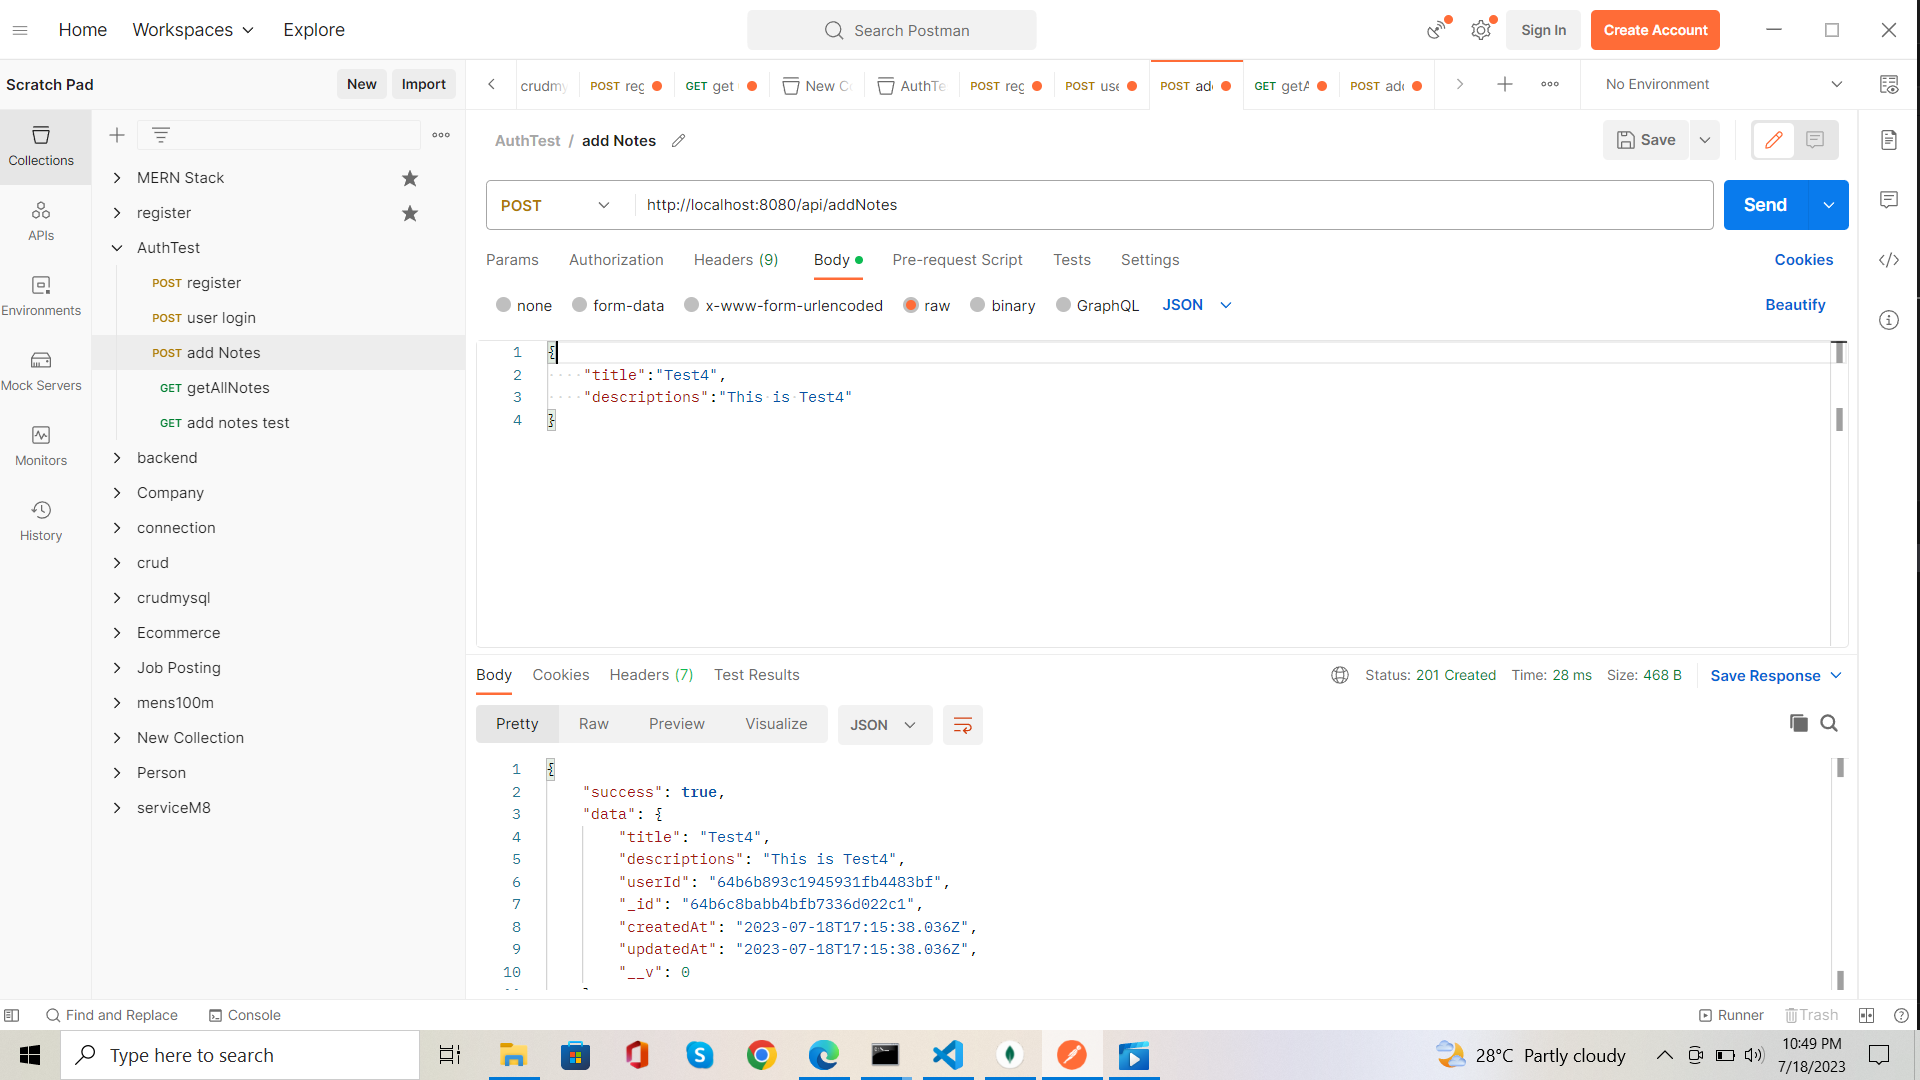 Home Workspaces Explore Search Postman Sign In Create Account
Scratch Pad New Import crudmy POST reg GET get New Co AuthTe POST reg POST use POST add GET getA POST add No Environment
Collections
APIs
Environments
Mock Servers
Monitors
History
MERN Stack
register
AuthTest
POST register
POST user login
POST add Notes
GET getAllNotes
GET add notes test
backend
Company
connection
crud
crudmysql
Ecommerce
Job Posting
mens100m
New Collection
Person
serviceM8
AuthTest / add Notes Save
POST http://localhost:8080/api/addNotes Send
Params Authorization Headers (9) Body Pre-request Script Tests Settings Cookies
none form-data x-www-form-urlencoded raw binary GraphQL JSON Beautify
1 {
2 "title":"Test4",
3 "descriptions":"This is Test4"
4 }
Body Cookies Headers (7) Test Results Status: 201 Created Time: 28 ms Size: 468 B Save Response
Pretty Raw Preview Visualize JSON
1 {
2 "success": true,
3 "data": {
4 "title": "Test4",
5 "descriptions": "This is Test4",
6 "userId": "64b6b893c1945931fb4483bf",
7 "_id": "64b6c8babb4bfb7336d022c1",
8 "createdAt": "2023-07-18T17:15:38.036Z",
9 "updatedAt": "2023-07-18T17:15:38.036Z",
10 "__v": 0
Find and Replace Console Runner Trash
Type here to search 28°C Partly cloudy 10:49 PM
7/18/2023